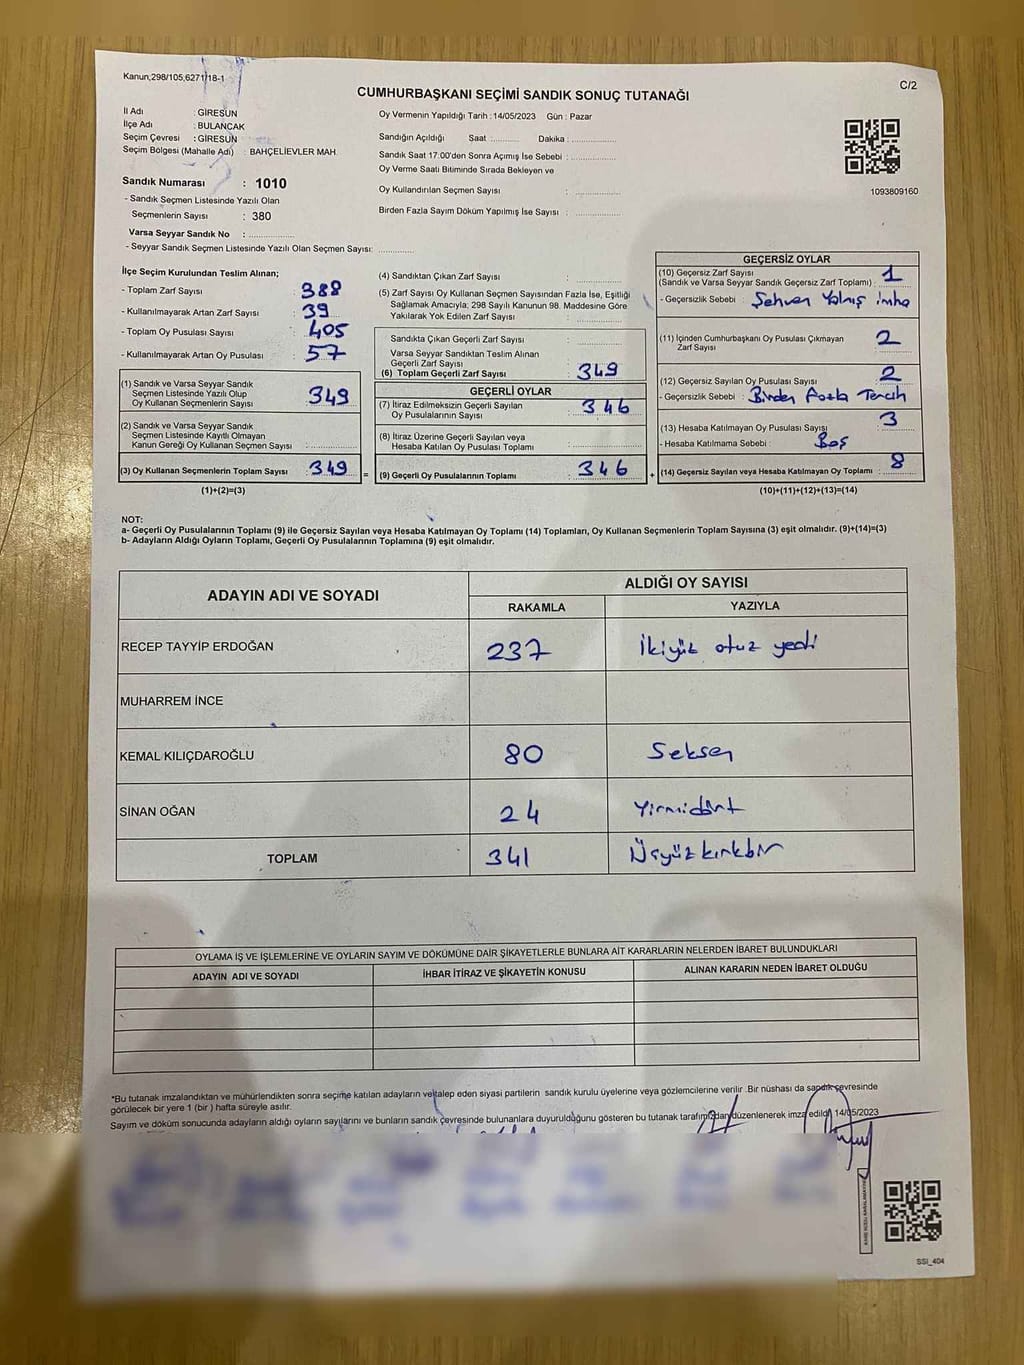 Kanun,298/105,6271/18-1
C/2
CUMHURBAŞKANI SEÇİMİ SANDIK SONUÇ TUTANAĞI
İl Adı : GİRESUN
İlçe Adı : BULANCAK
Seçim Çevresi : GİRESUN
Seçim Bölgesi (Mahalle Adı) : BAHÇELİEVLER MAH.
Sandık Numarası : 1010
- Sandık Seçmen Listesinde Yazılı Olan
Seçmenlerin Sayısı : 380
Varsa Seyyar Sandık No : ..............
- Seyyar Sandık Seçmen Listesinde Yazılı Olan Seçmen Sayısı: ............
Oy Vermenin Yapıldığı Tarih : 14/05/2023 Gün : Pazar
Sandığın Açıldığı Saat : .......... Dakika : ..............
Sandık Saat 17:00'den Sonra Açımış İse Sebebi : ..............
Oy Verme Saati Bitiminde Sırada Bekleyen ve
Oy Kullandırılan Seçmen Sayısı : ..............
Birden Fazla Sayım Döküm Yapılmış İse Sayısı : ..............
1093809160
İlçe Seçim Kurulundan Teslim Alınan;
- Toplam Zarf Sayısı : 388
- Kullanılmayarak Artan Zarf Sayısı : 39
- Toplam Oy Pusulası Sayısı : 405
- Kullanılmayarak Artan Oy Pusulası : 57
(1) Sandık ve Varsa Seyyar Sandık
Seçmen Listesinde Yazılı Olup
Oy Kullanan Seçmenlerin Sayısı : 349
(2) Sandık ve Varsa Seyyar Sandık
Seçmen Listesinde Kayıtlı Olmayan
Kanun Gereği Oy Kullanan Seçmen Sayısı : ..............
(3) Oy Kullanan Seçmenlerin Toplam Sayısı : 349 =
(1)+(2)=(3)
(4) Sandıktan Çıkan Zarf Sayısı : ..............
(5) Zarf Sayısı Oy Kullanan Seçmen Sayısından Fazla İse, Eşitliği
Sağlamak Amacıyla; 298 Sayılı Kanunun 98. Maddesine Göre
Yakılarak Yok Edilen Zarf Sayısı : ..............
Sandıkta Çıkan Geçerli Zarf Sayısı : ..............
Varsa Seyyar Sandıktan Teslim Alınan
Geçerli Zarf Sayısı
(6) Toplam Geçerli Zarf Sayısı : 349
GEÇERLİ OYLAR
(7) İtiraz Edilmeksizin Geçerli Sayılan
Oy Pusulalarının Sayısı : 346
(8) İtiraz Üzerine Geçerli Sayılan veya
Hesaba Katılan Oy Pusulası Toplamı : ..............
(9) Geçerli Oy Pusulalarının Toplamı : 346 +
GEÇERSİZ OYLAR
(10) Geçersiz Zarf Sayısı 1
(Sandık ve Varsa Seyyar Sandık Geçersiz Zarf Toplamı) :
- Geçersizlik Sebebi : Sehven Yalnış imha
(11) İçinden Cumhurbaşkanı Oy Pusulası Çıkmayan
Zarf Sayısı : 2
(12) Geçersiz Sayılan Oy Pusulası Sayısı : 2
- Geçersizlik Sebebi : Birden Fazla Tercih
(13) Hesaba Katılmayan Oy Pusulası Sayısı : 3
- Hesaba Katılmama Sebebi : Boş
(14) Geçersiz Sayılan veya Hesaba Katılmayan Oy Toplamı : 8
(10)+(11)+(12)+(13)=(14)
NOT:
a- Geçerli Oy Pusulalarının Toplamı (9) ile Geçersiz Sayılan veya Hesaba Katılmayan Oy Toplamı (14) Toplamları, Oy Kullanan Seçmenlerin Toplam Sayısına (3) eşit olmalıdır. (9)+(14)=(3)
b- Adayların Aldığı Oyların Toplamı, Geçerli Oy Pusulalarının Toplamına (9) eşit olmalıdır.
ADAYIN ADI VE SOYADI
ALDIĞI OY SAYISI
RAKAMLA YAZIYLA
RECEP TAYYİP ERDOĞAN 237 İkiyüz otuz yedi
MUHARREM İNCE
KEMAL KILIÇDAROĞLU 80 Seksen
SİNAN OĞAN 24 Yirmidört
TOPLAM 341 Üçyüzkırkbir
OYLAMA İŞ VE İŞLEMLERİNE VE OYLARIN SAYIM VE DÖKÜMÜNE DAİR ŞİKAYETLERLE BUNLARA AİT KARARLARIN NELERDEN İBARET BULUNDUKLARI
ADAYIN ADI VE SOYADI İHBAR İTİRAZ VE ŞİKAYETİN KONUSU ALINAN KARARIN NEDEN İBARET OLDUĞU
*Bu tutanak imzalandıktan ve mühürlendikten sonra seçime katılan adayların ve talep eden siyasi partilerin sandık kurulu üyelerine veya gözlemcilerine verilir .Bir nüshası da sandık çevresinde
görülecek bir yere 1 (bir ) hafta süreyle asılır.
Sayım ve döküm sonucunda adayların aldığı oyların sayılarını ve bunların sandık çevresinde bulunanlara duyurulduğunu gösteren bu tutanak tarafımızdan düzenlenerek imza edildi. 14/05/2023
SSI_404